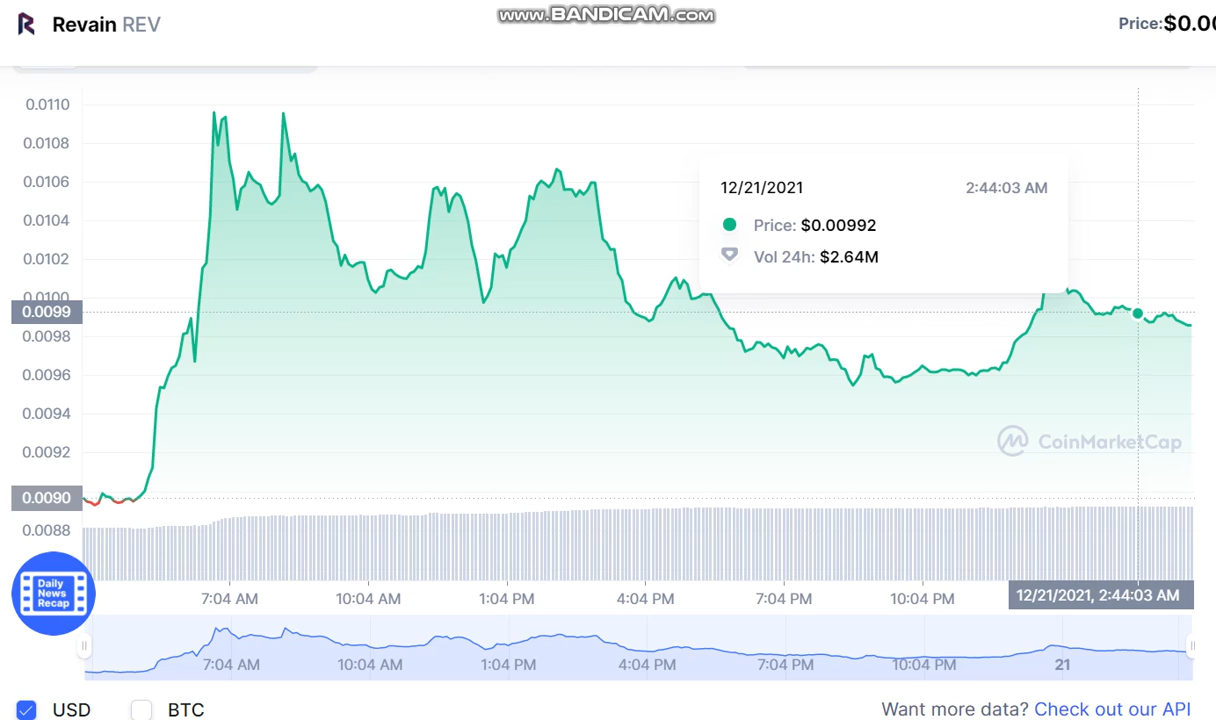 www.BANDICAM.com
Revain REV
Price:$0.00
0.0110
0.0108
0.0106
0.0104
0.0102
0.0100
0.0099
0.0098
0.0096
0.0094
0.0092
0.0090
0.0088
12/21/2021 2:44:03 AM
Price: $0.00992
Vol 24h: $2.64M
CoinMarketCap
Daily
News
Recap
7:04 AM 10:04 AM 1:04 PM 4:04 PM 7:04 PM 10:04 PM 12/21/2021, 2:44:03 AM
7:04 AM 10:04 AM 1:04 PM 4:04 PM 7:04 PM 10:04 PM 21
USD BTC
Want more data? Check out our API